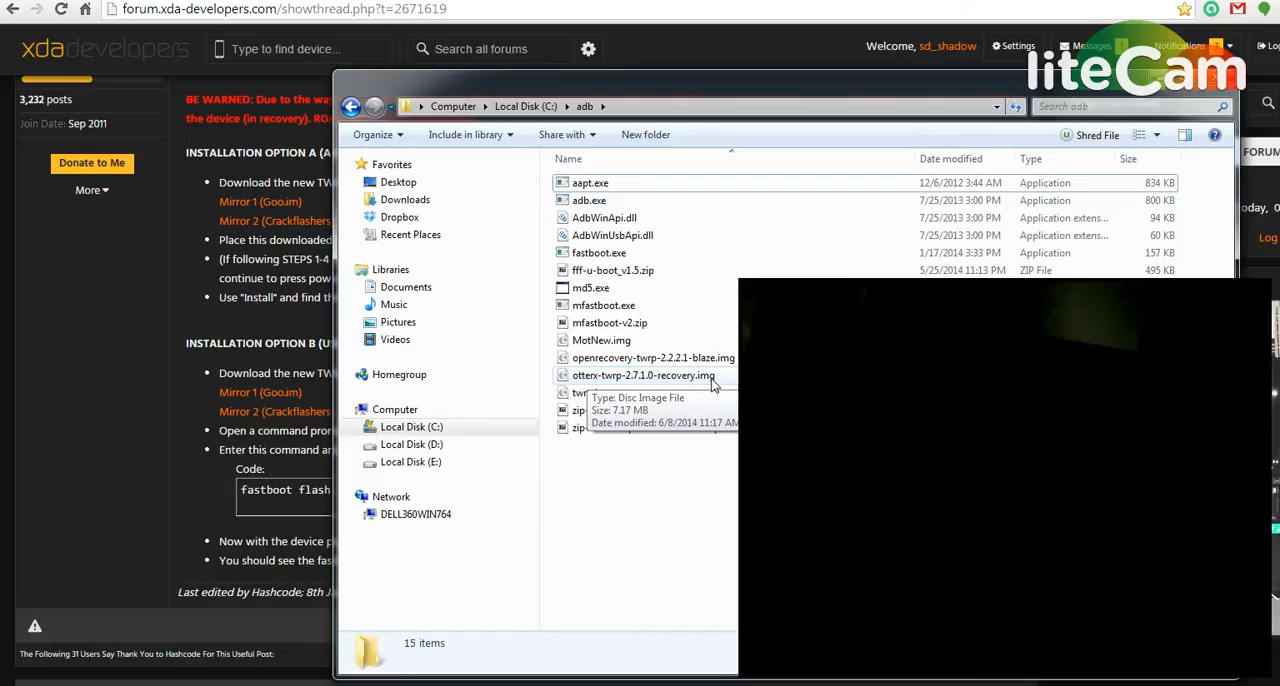 forum.xda-developers.com/showthread.php?t=2671619
xdadevelopers
Type to find device...
Search all forums
Welcome, sd_shadow
Settings
Messages
Notifications
liteCam
3,232 posts
Join Date: Sep 2011
Donate to Me
More
BE WARNED: Due to the way
the device (in recovery).
INSTALLATION OPTION A
Download the new
Mirror 1 (Goo.im)
Mirror 2 (Crackflashers
Place this downloaded
(If following STEPS 1-4
continue to press
Use "Install" and find
INSTALLATION OPTION B
Download the new
Mirror 1 (Goo.im)
Mirror 2 (Crackflashers
Open a command
Enter this command
Code:
fastboot flash
Now with the device
You should see the
Last edited by Hashcode; 8th
The Following 31 Users Say Thank You to Hashcode For This Useful Post:
Computer
Local Disk (C:)
adb
Search adb
Organize
Include in library
Share with
New folder
Shred File
Favorites
Desktop
Downloads
Dropbox
Recent Places
Libraries
Documents
Music
Pictures
Videos
Homegroup
Computer
Local Disk (C:)
Local Disk (D:)
Local Disk (E:)
Network
DELL360WIN764
Name Date modified Type Size
aapt.exe 12/6/2012 3:44 AM Application 834 KB
adb.exe 7/25/2013 3:00 PM Application 800 KB
AdbWinApi.dll 7/25/2013 3:00 PM Application extens... 94 KB
AdbWinUsbApi.dll 7/25/2013 3:00 PM Application extens... 60 KB
fastboot.exe 1/17/2014 3:33 PM Application 157 KB
fff-u-boot_v1.5.zip 5/25/2014 11:13 PM ZIP File 495 KB
md5.exe
mfastboot.exe
mfastboot-v2.zip
MotNew.img
openrecovery-twrp-2.2.2.1-blaze.img
otterx-twrp-2.7.1.0-recovery.img
Type: Disc Image File
Size: 7.17 MB
Date modified: 6/8/2014 11:17 AM
15 items